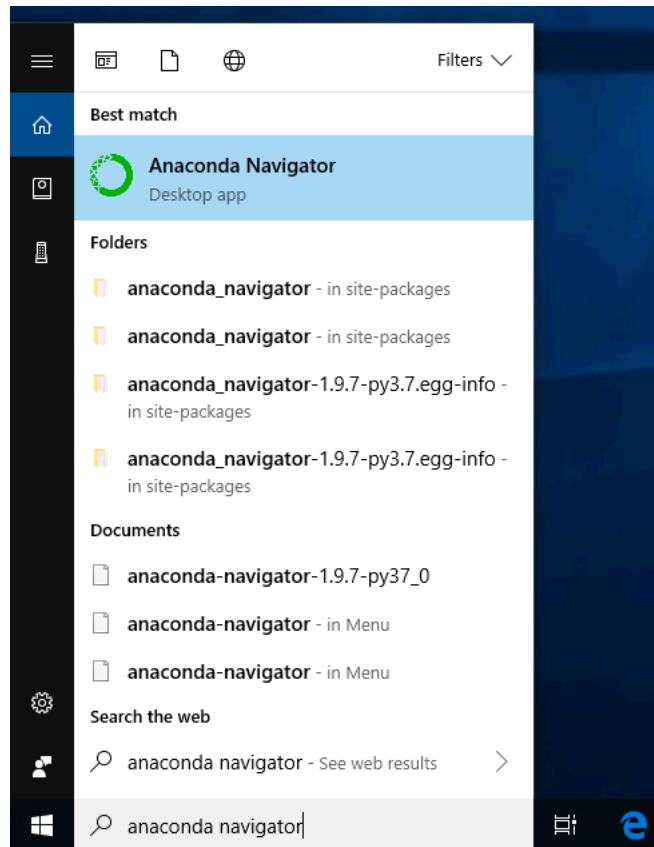 Filters
Best match
Anaconda Navigator
Desktop app
Folders
anaconda_navigator - in site-packages
anaconda_navigator - in site-packages
anaconda_navigator-1.9.7-py3.7.egg-info -
in site-packages
anaconda_navigator-1.9.7-py3.7.egg-info -
in site-packages
Documents
anaconda-navigator-1.9.7-py37_0
anaconda-navigator - in Menu
anaconda-navigator - in Menu
Search the web
anaconda navigator - See web results
anaconda navigator